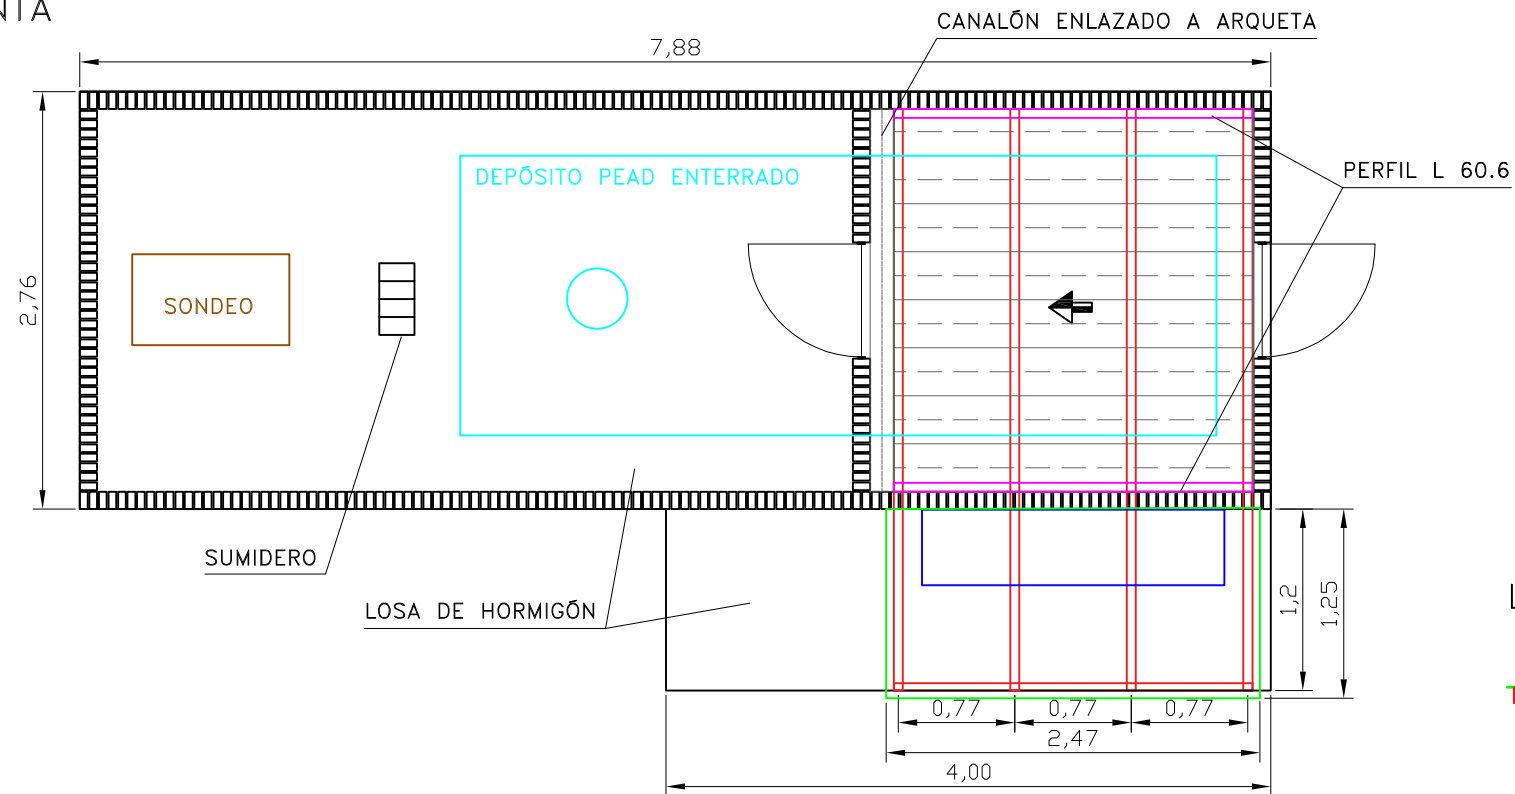 NTA
CANALÓN ENLAZADO A ARQUETA
7,88
DEPÓSITO PEAD ENTERRADO
PERFIL L 60.6
2,76
SONDEO
SUMIDERO
LOSA DE HORMIGÓN
1,2
1,25
L
0,77
0,77
0,77
2,47
4,00